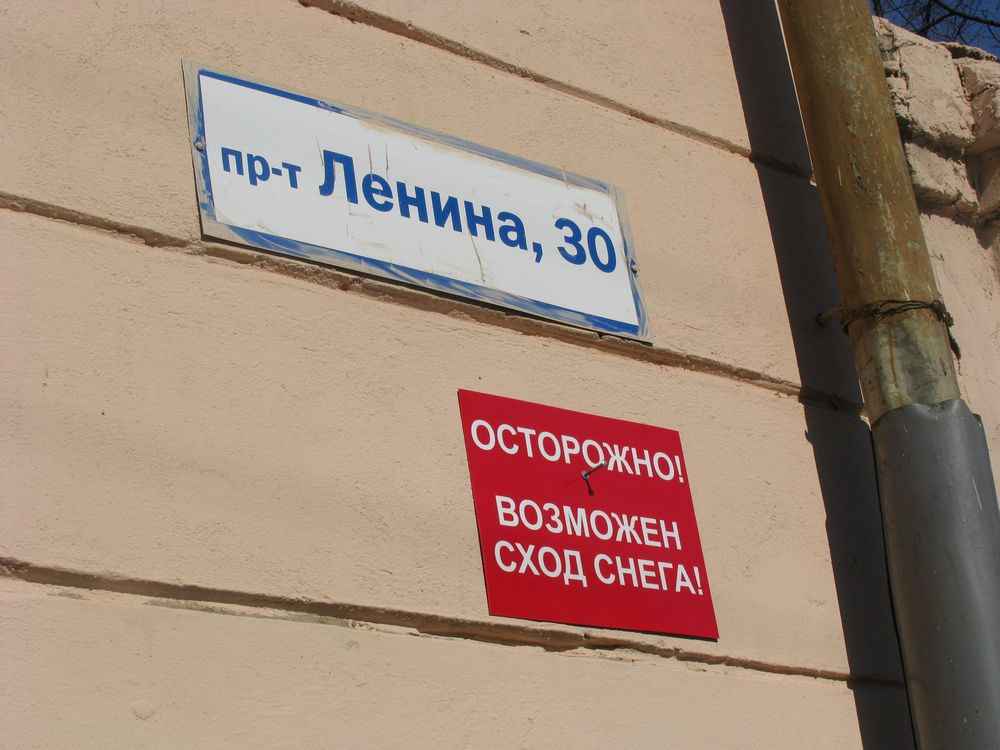 пр-т Ленина, 30
ОСТОРОЖНО!
ВОЗМОЖЕН
СХОД СНЕГА!